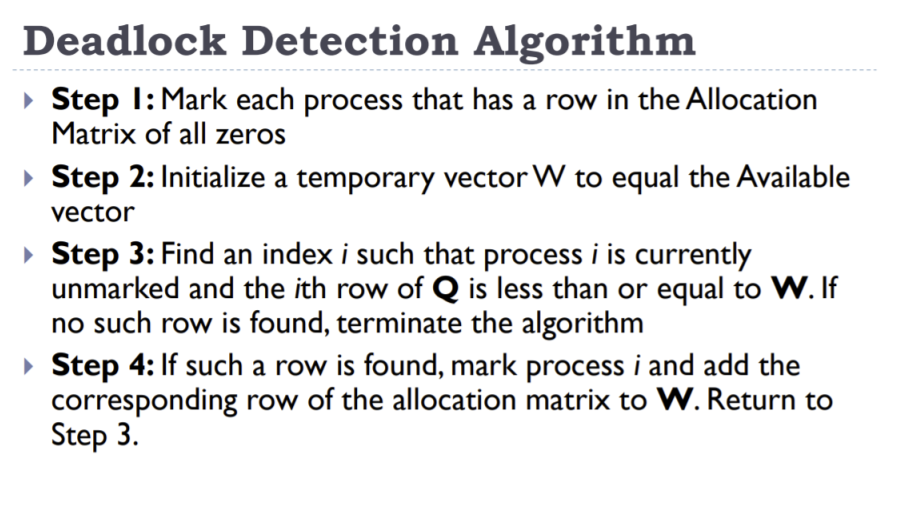 Deadlock Detection Algorithm
Step 1: Mark each process that has a row in the Allocation
Matrix of all zeros
Step 2: Initialize a temporary vector W to equal the Available
vector
Step 3: Find an index i such that process i is currently
unmarked and the ith row of Q is less than or equal to W. If
no such row is found, terminate the algorithm
Step 4: If such a row is found, mark process i and add the
corresponding row of the allocation matrix to W. Return to
Step 3.